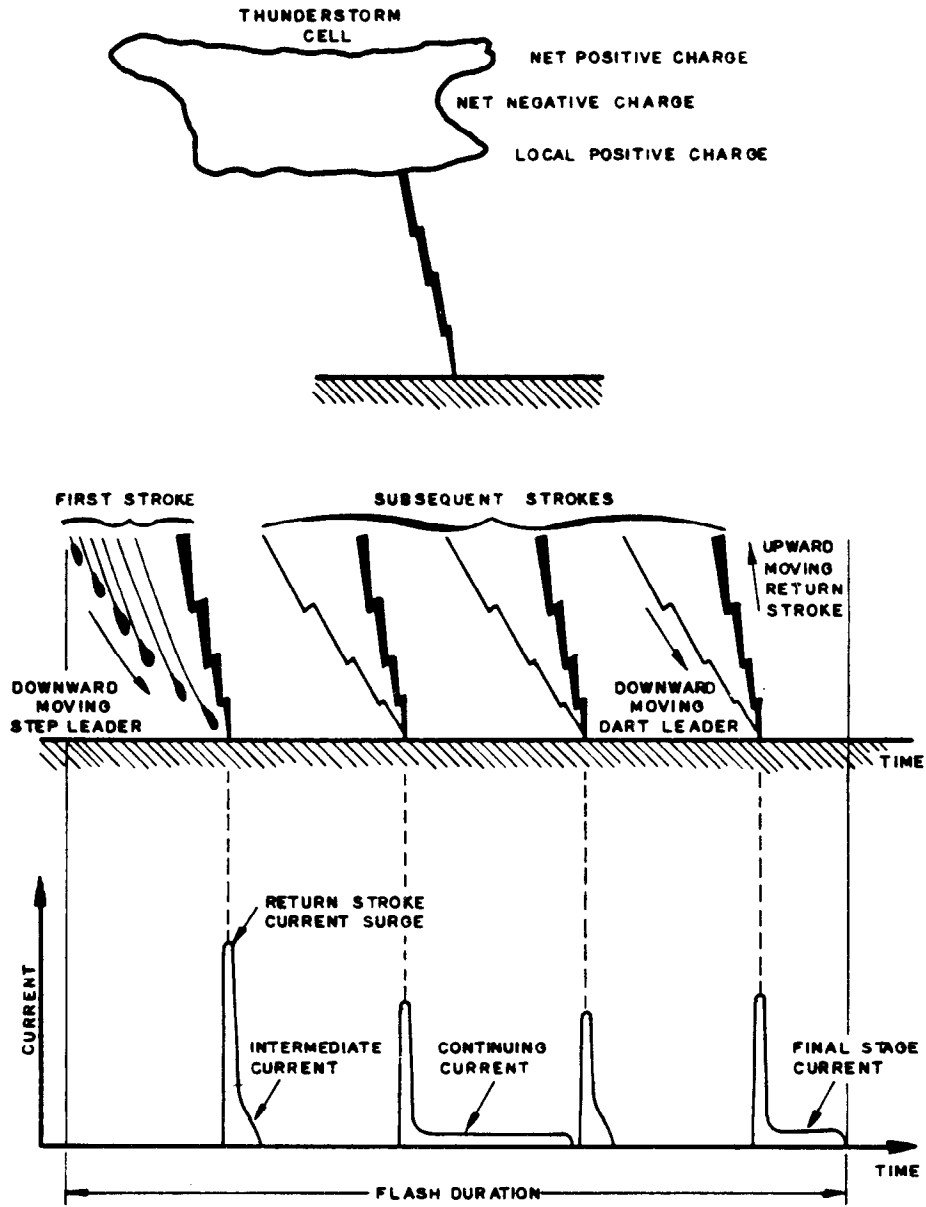 THUNDERSTORM
CELL
NET POSITIVE CHARGE
NET NEGATIVE CHARGE
LOCAL POSITIVE CHARGE
FIRST STROKE
SUBSEQUENT STROKES
UPWARD
MOVING
RETURN
STROKE
DOWNWARD
MOVING
STEP LEADER
DOWNWARD
MOVING
DART LEADER
TIME
RETURN STROKE
CURRENT SURGE
CURRENT
INTERMEDIATE
CURRENT
CONTINUING
CURRENT
FINAL STAGE
CURRENT
TIME
FLASH DURATION